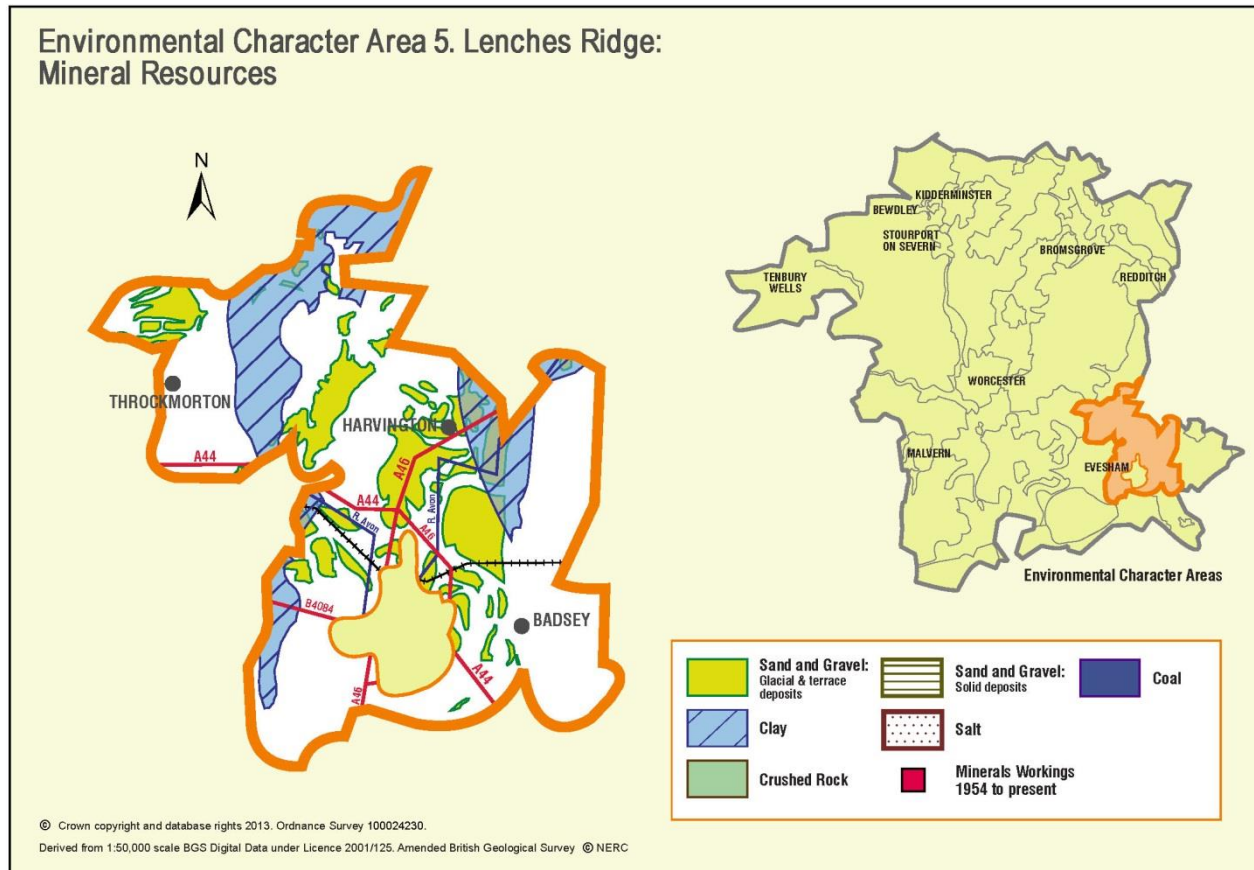 Environmental Character Area 5. Lenches Ridge:
Mineral Resources
N
THROCKMORTON
HARVINGTON
A44
A46
A44
R. Avon
R. Avon
A46
B4084
BADSEY
A44
A46
KIDDERMINSTER
BEWDLEY
STOURPORT
ON SEVERN
BROMSGROVE
TENBURY
WELLS
REDDITCH
WORCESTER
MALVERN
EVESHAM
Environmental Character Areas
Sand and Gravel:
Glacial & terrace
deposits
Clay
Crushed Rock
Sand and Gravel:
Solid deposits
Salt
Minerals Workings
1954 to present
Coal
© Crown copyright and database rights 2013. Ordnance Survey 100024230.
Derived from 1:50,000 scale BGS Digital Data under Licence 2001/125. Amended British Geological Survey © NERC